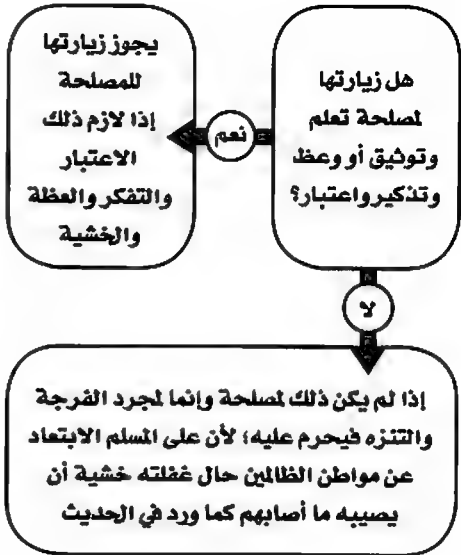 هل زيارتها
لمصلحة تعلم
وتوثيق أو وعظ
وتذكير واعتبار؟
نعم
يجوز زيارتها
للمصلحة
إذا لازم ذلك
الاعتبار
والتفكر والعظة
والخشية
لا
إذا لم يكن ذلك لمصلحة وإنما لمجرد الفرجة
والتنزه فيحرم عليه؛ لأن على المسلم الابتعاد
عن مواطن الظالمين حال غفلته خشية أن
يصيبه ما أصابهم كما ورد في الحديث